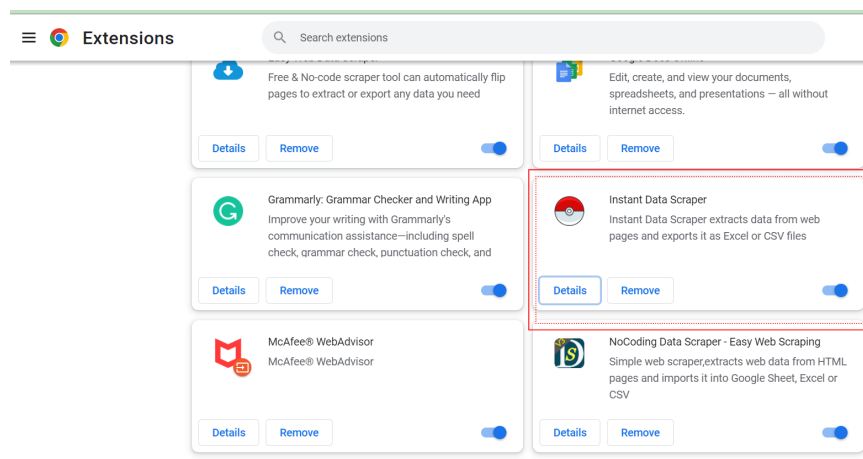 Extensions
Search extensions
Free & No-code scraper tool can automatically flip
pages to extract or export any data you need
Details
Remove
Edit, create, and view your documents,
spreadsheets, and presentations — all without
internet access.
Details
Remove
Grammarly: Grammar Checker and Writing App
Improve your writing with Grammarly's
communication assistance—including spell
check, grammar check, punctuation check, and
Details
Remove
Instant Data Scraper
Instant Data Scraper extracts data from web
pages and exports it as Excel or CSV files
Details
Remove
McAfee® WebAdvisor
McAfee® WebAdvisor
Details
Remove
NoCoding Data Scraper - Easy Web Scraping
Simple web scraper,extracts web data from HTML
pages and imports it into Google Sheet, Excel or
CSV
Details
Remove